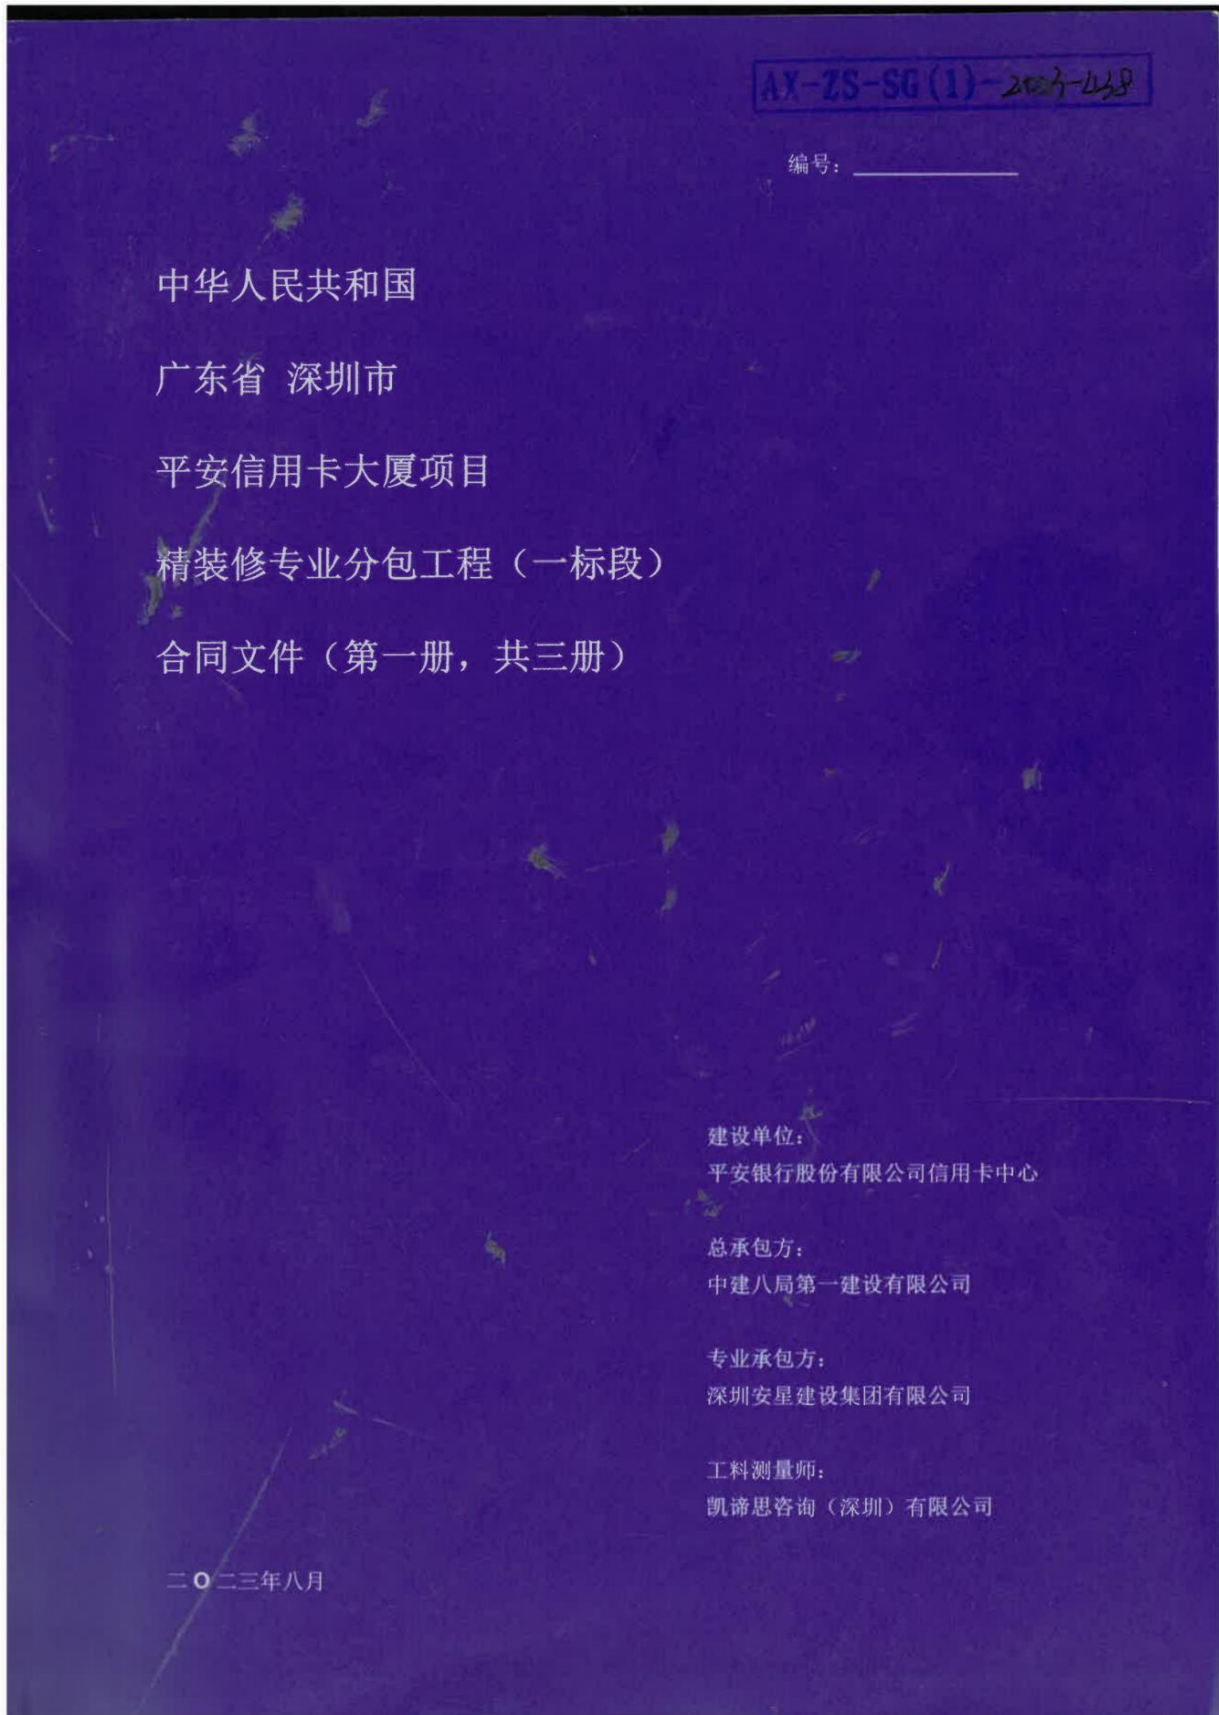 AX-ZS-SG(1)-2023-438
编号：
中华人民共和国
广东省 深圳市
平安信用卡大厦项目
精装修专业分包工程（一标段）
合同文件（第一册，共三册）
建设单位：
平安银行股份有限公司信用卡中心
总承包方：
中建八局第一建设有限公司
专业承包方：
深圳安星建设集团有限公司
工料测量师：
凯谛思咨询（深圳）有限公司
二〇二三年八月